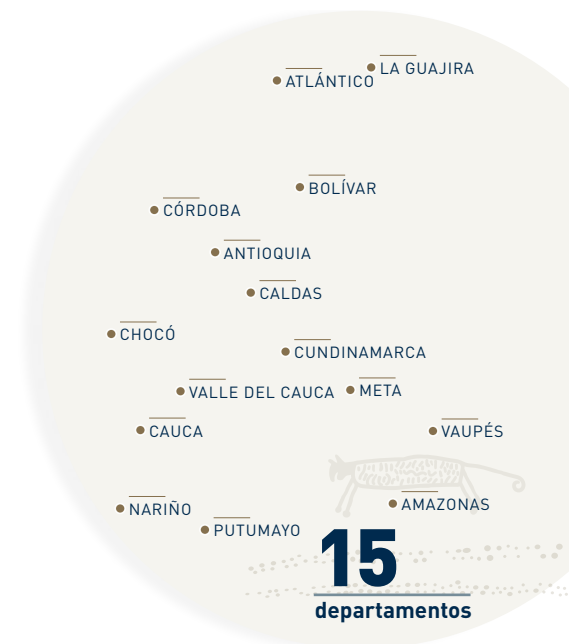 LA GUAJIRA
ATLÁNTICO
BOLÍVAR
CÓRDOBA
ANTIOQUIA
CALDAS
CHOCÓ
CUNDINAMARCA
VALLE DEL CAUCA
META
CAUCA
VAUPÉS
AMAZONAS
NARIÑO
PUTUMAYO
15
departamentos